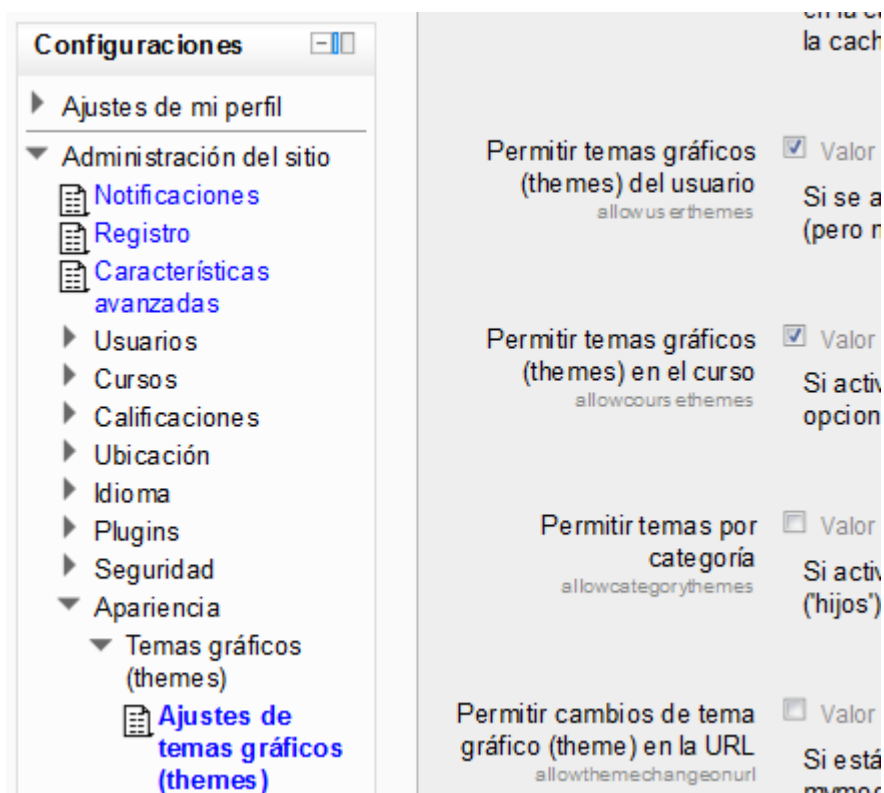 Configuraciones
Ajustes de mi perfil
Administración del sitio
Notificaciones
Registro
Características
avanzadas
Usuarios
Cursos
Calificaciones
Ubicación
Idioma
Plugins
Seguridad
Apariencia
Temas gráficos
(themes)
Ajustes de
temas gráficos
(themes)
la cach
Permitir temas gráficos
(themes) del usuario
allowuserthemes
Valor
Si se a
(pero n
Permitir temas gráficos
(themes) en el curso
allowcoursethemes
Valor
Si activ
opcion
Permitir temas por
categoría
allowcategorythemes
Valor
Si activ
('hijos')
Permitir cambios de tema
gráfico (theme) en la URL
allowthemechangeonurl
Valor
Si está